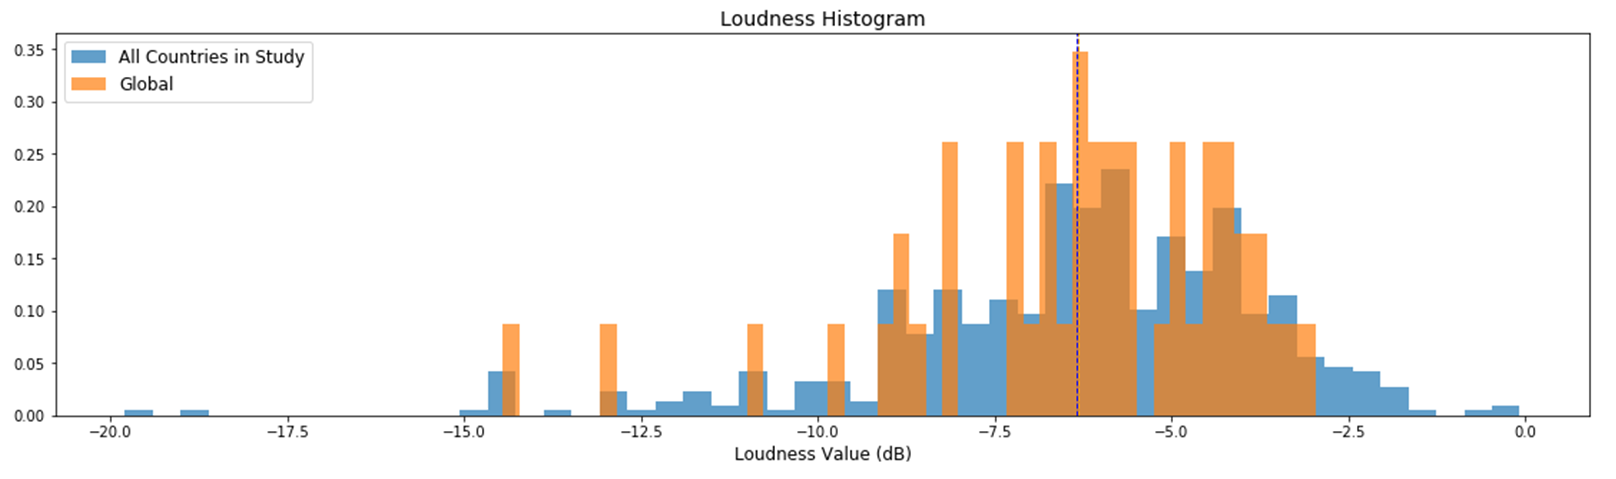 Loudness Histogram
All Countries in Study
Global
0.35
0.30
0.25
0.20
0.15
0.10
0.05
0.00
−20.0 −17.5 −15.0 −12.5 −10.0 −7.5 −5.0 −2.5 0.0
Loudness Value (dB)